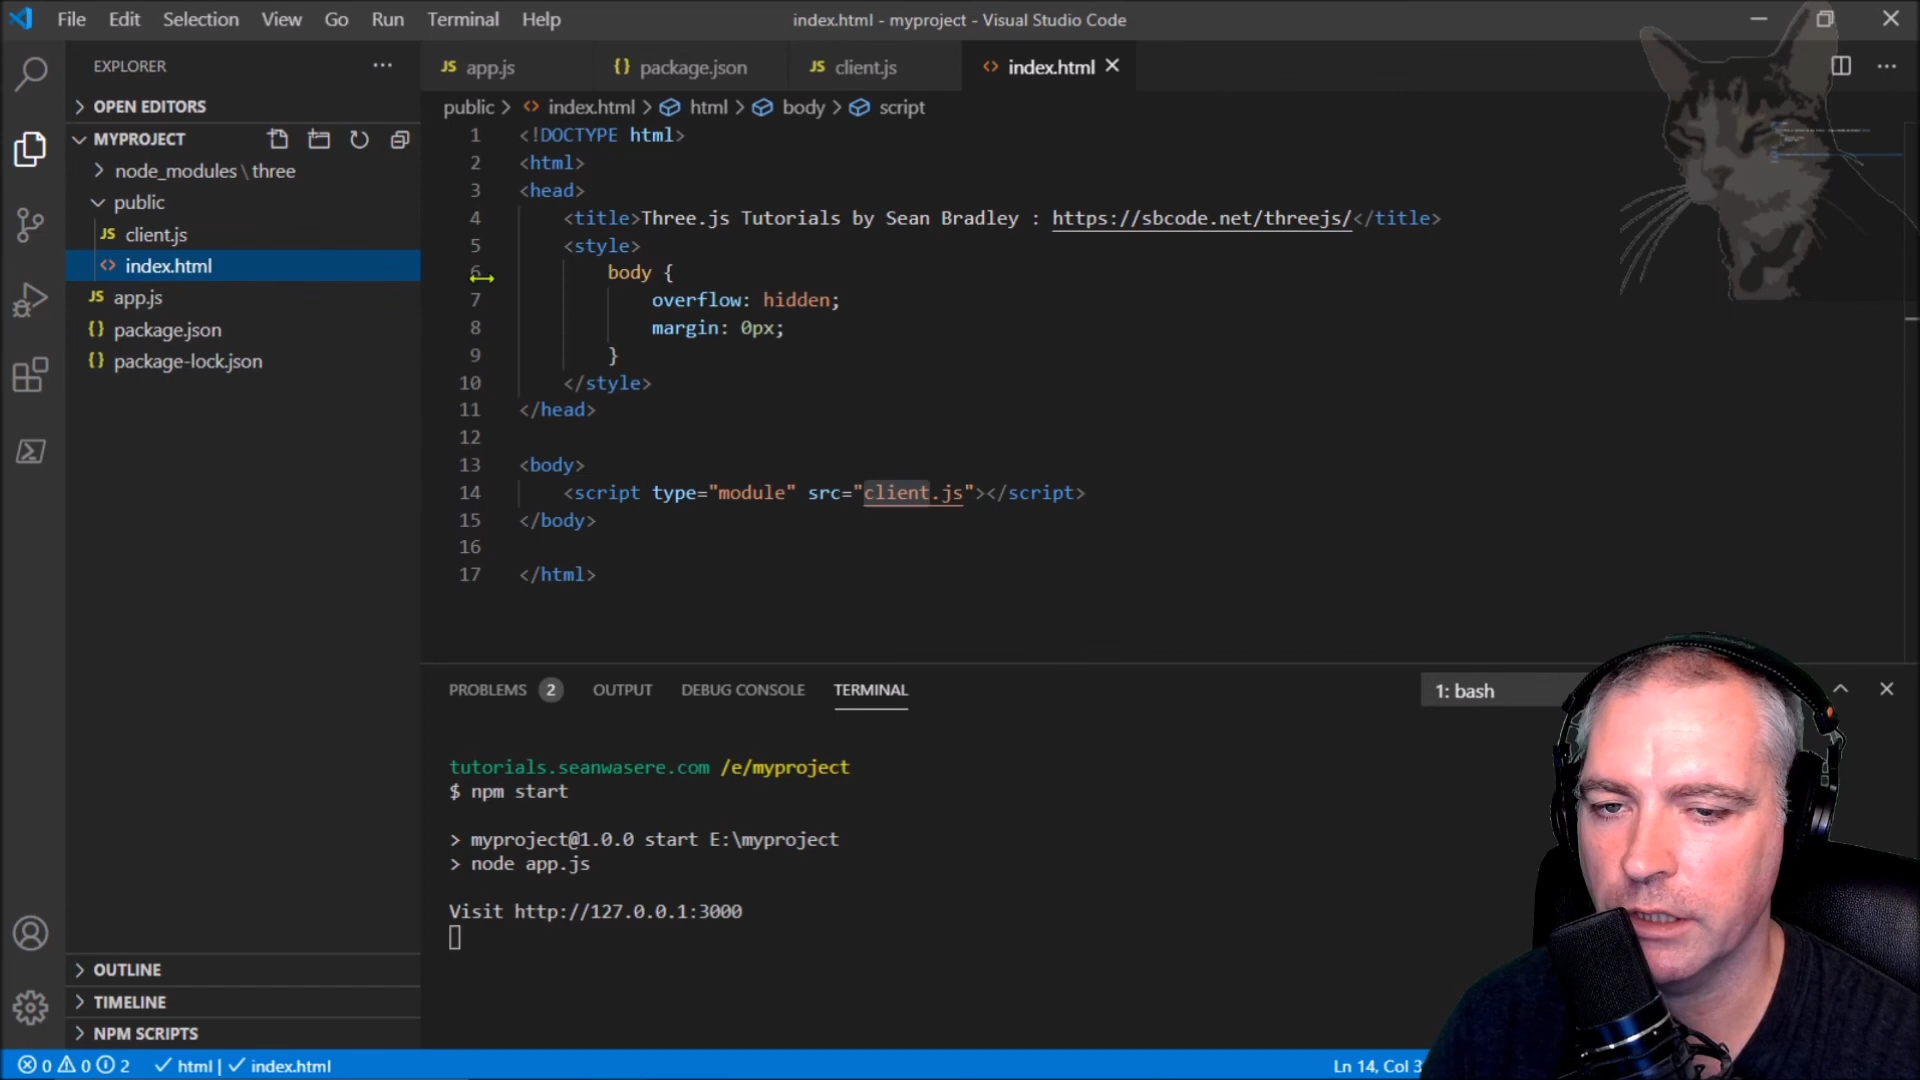 File Edit Selection View Go Run Terminal Help
index.html - myproject - Visual Studio Code
EXPLORER
OPEN EDITORS
MYPROJECT
node_modules \ three
public
JS client.js
<> index.html
JS app.js
{} package.json
{} package-lock.json
OUTLINE
TIMELINE
NPM SCRIPTS
JS app.js {} package.json JS client.js <> index.html
public > <> index.html > html > body > script
1 <!DOCTYPE html>
2 <html>
3 <head>
4 <title>Three.js Tutorials by Sean Bradley : https://sbcode.net/threejs/</title>
5 <style>
6 body {
7 overflow: hidden;
8 margin: 0px;
9 }
10 </style>
11 </head>
12
13 <body>
14 <script type="module" src="client.js"></script>
15 </body>
16
17 </html>
PROBLEMS 2 OUTPUT DEBUG CONSOLE TERMINAL
1: bash
tutorials.seanwasere.com /e/myproject
$ npm start
> myproject@1.0.0 start E:\myproject
> node app.js
Visit http://127.0.0.1:3000
0 0 2 html | index.html
Ln 14, Col 3